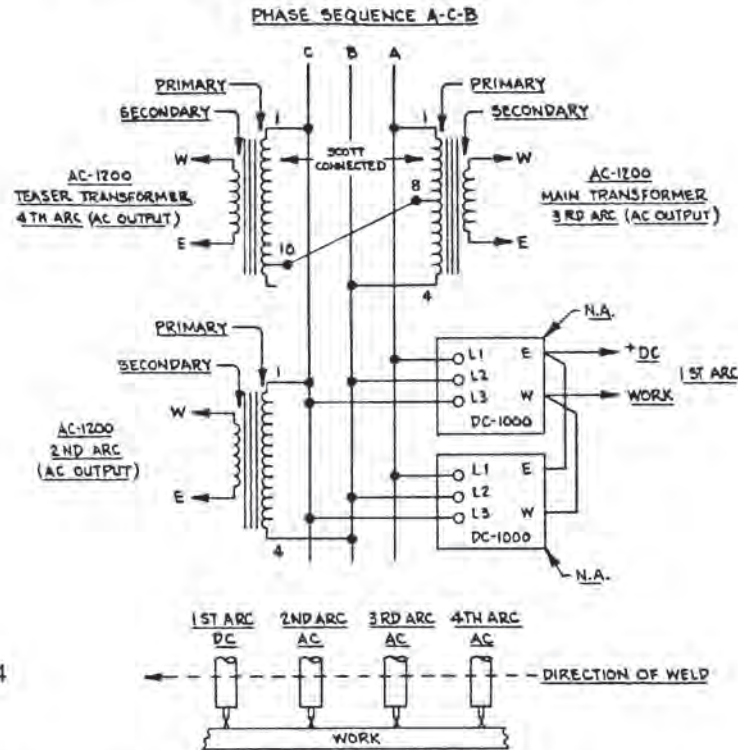 PHASE SEQUENCE A-C-B
C B A
PRIMARY
SECONDARY
1
W
E
10
AC-1200
TEASER TRANSFORMER
4TH ARC (AC OUTPUT)
SCOTT
CONNECTED
PRIMARY
SECONDARY
1
8
4
W
E
AC-1200
MAIN TRANSFORMER
3RD ARC (AC OUTPUT)
PRIMARY
SECONDARY
1
W
E
4
AC-1200
2ND ARC
(AC OUTPUT)
N.A.
L1 E
L2
L3 W
DC-1000
+DC
WORK
1ST ARC
L1 E
L2
L3 W
DC-1000
N.A.
1ST ARC
DC
2ND ARC
AC
3RD ARC
AC
4TH ARC
AC
4
DIRECTION OF WELD
WORK